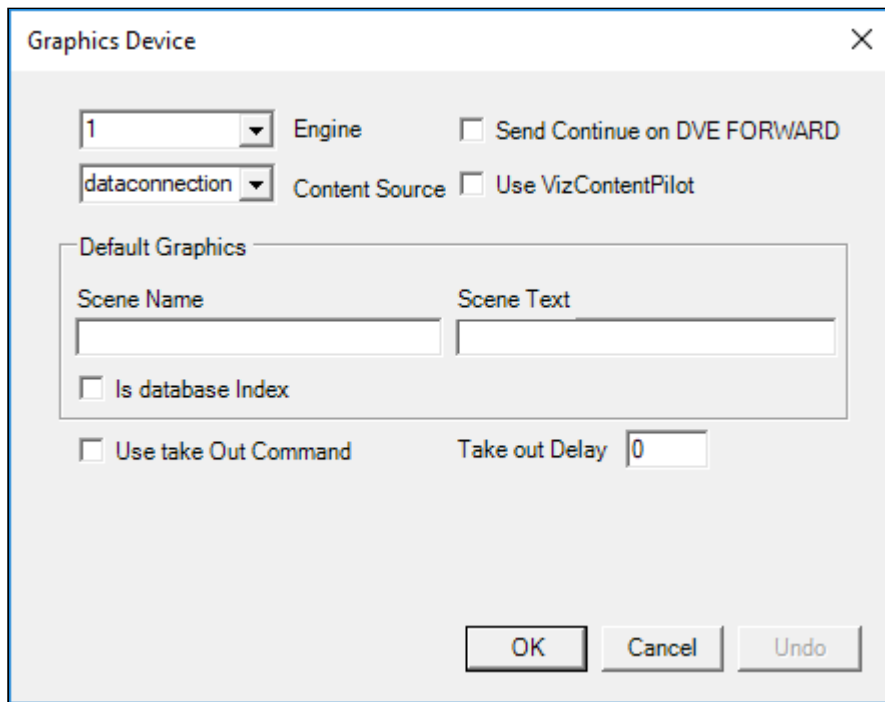 Graphics Device
1 Engine Send Continue on DVE FORWARD
dataconnection Content Source Use VizContentPilot
Default Graphics
Scene Name Scene Text
Is database Index
Use take Out Command Take out Delay 0
OK Cancel Undo